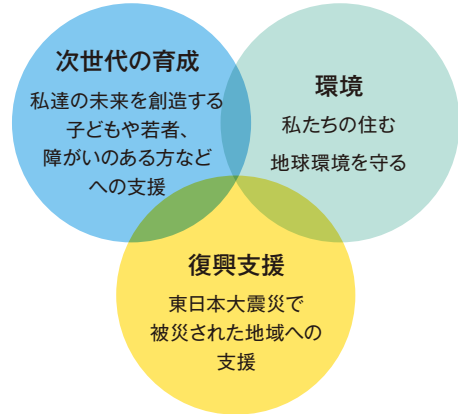 次世代の育成
私達の未来を創造する
子どもや若者、
障がいのある方など
への支援
環境
私たちの住む
地球環境を守る
復興支援
東日本大震災で
被災された地域への
支援